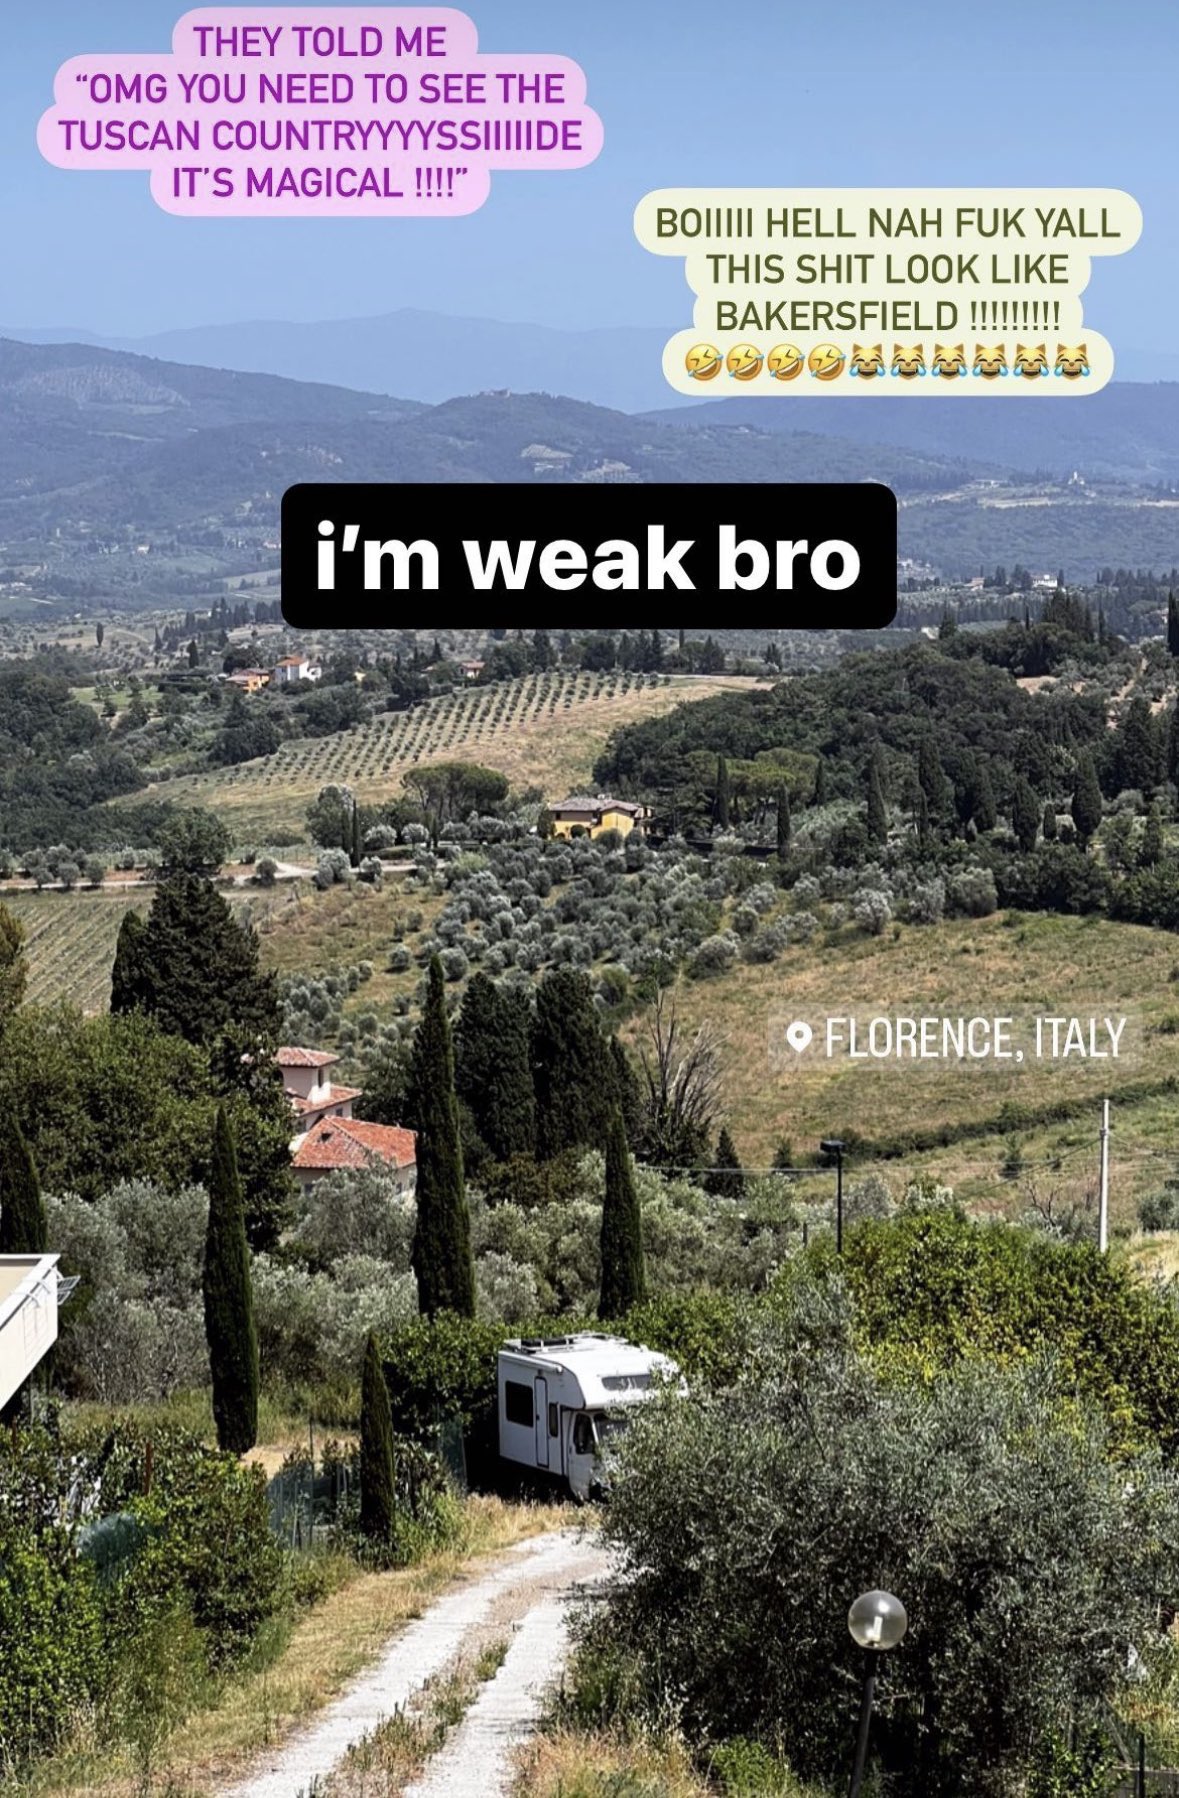 THEY TOLD ME
“OMG YOU NEED TO SEE THE
TUSCAN COUNTRYYYYSSIIIIIDE
IT’S MAGICAL !!!!”
BOIIIII HELL NAH FUK YALL
THIS SHIT LOOK LIKE
BAKERSFIELD !!!!!!!!!
🤣🤣🤣🤣😹😹😹😹😹😹
i’m weak bro
FLORENCE, ITALY